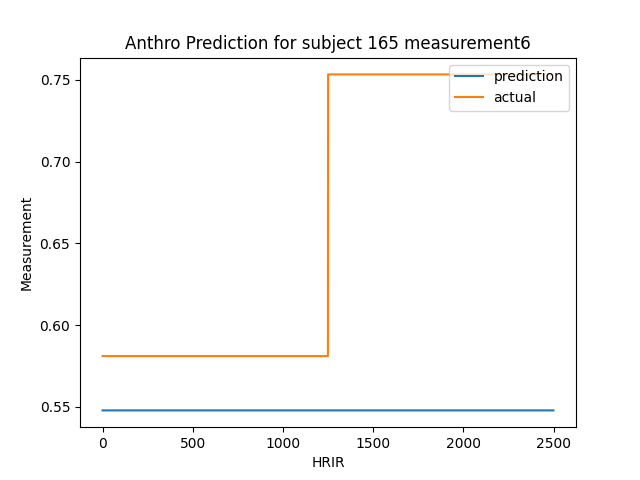 Anthro Prediction for subject 165 measurement6
prediction
actual
0.75
0.70
0.65
0.60
0.55
Measurement
0
500
1000
1500
2000
2500
HRIR